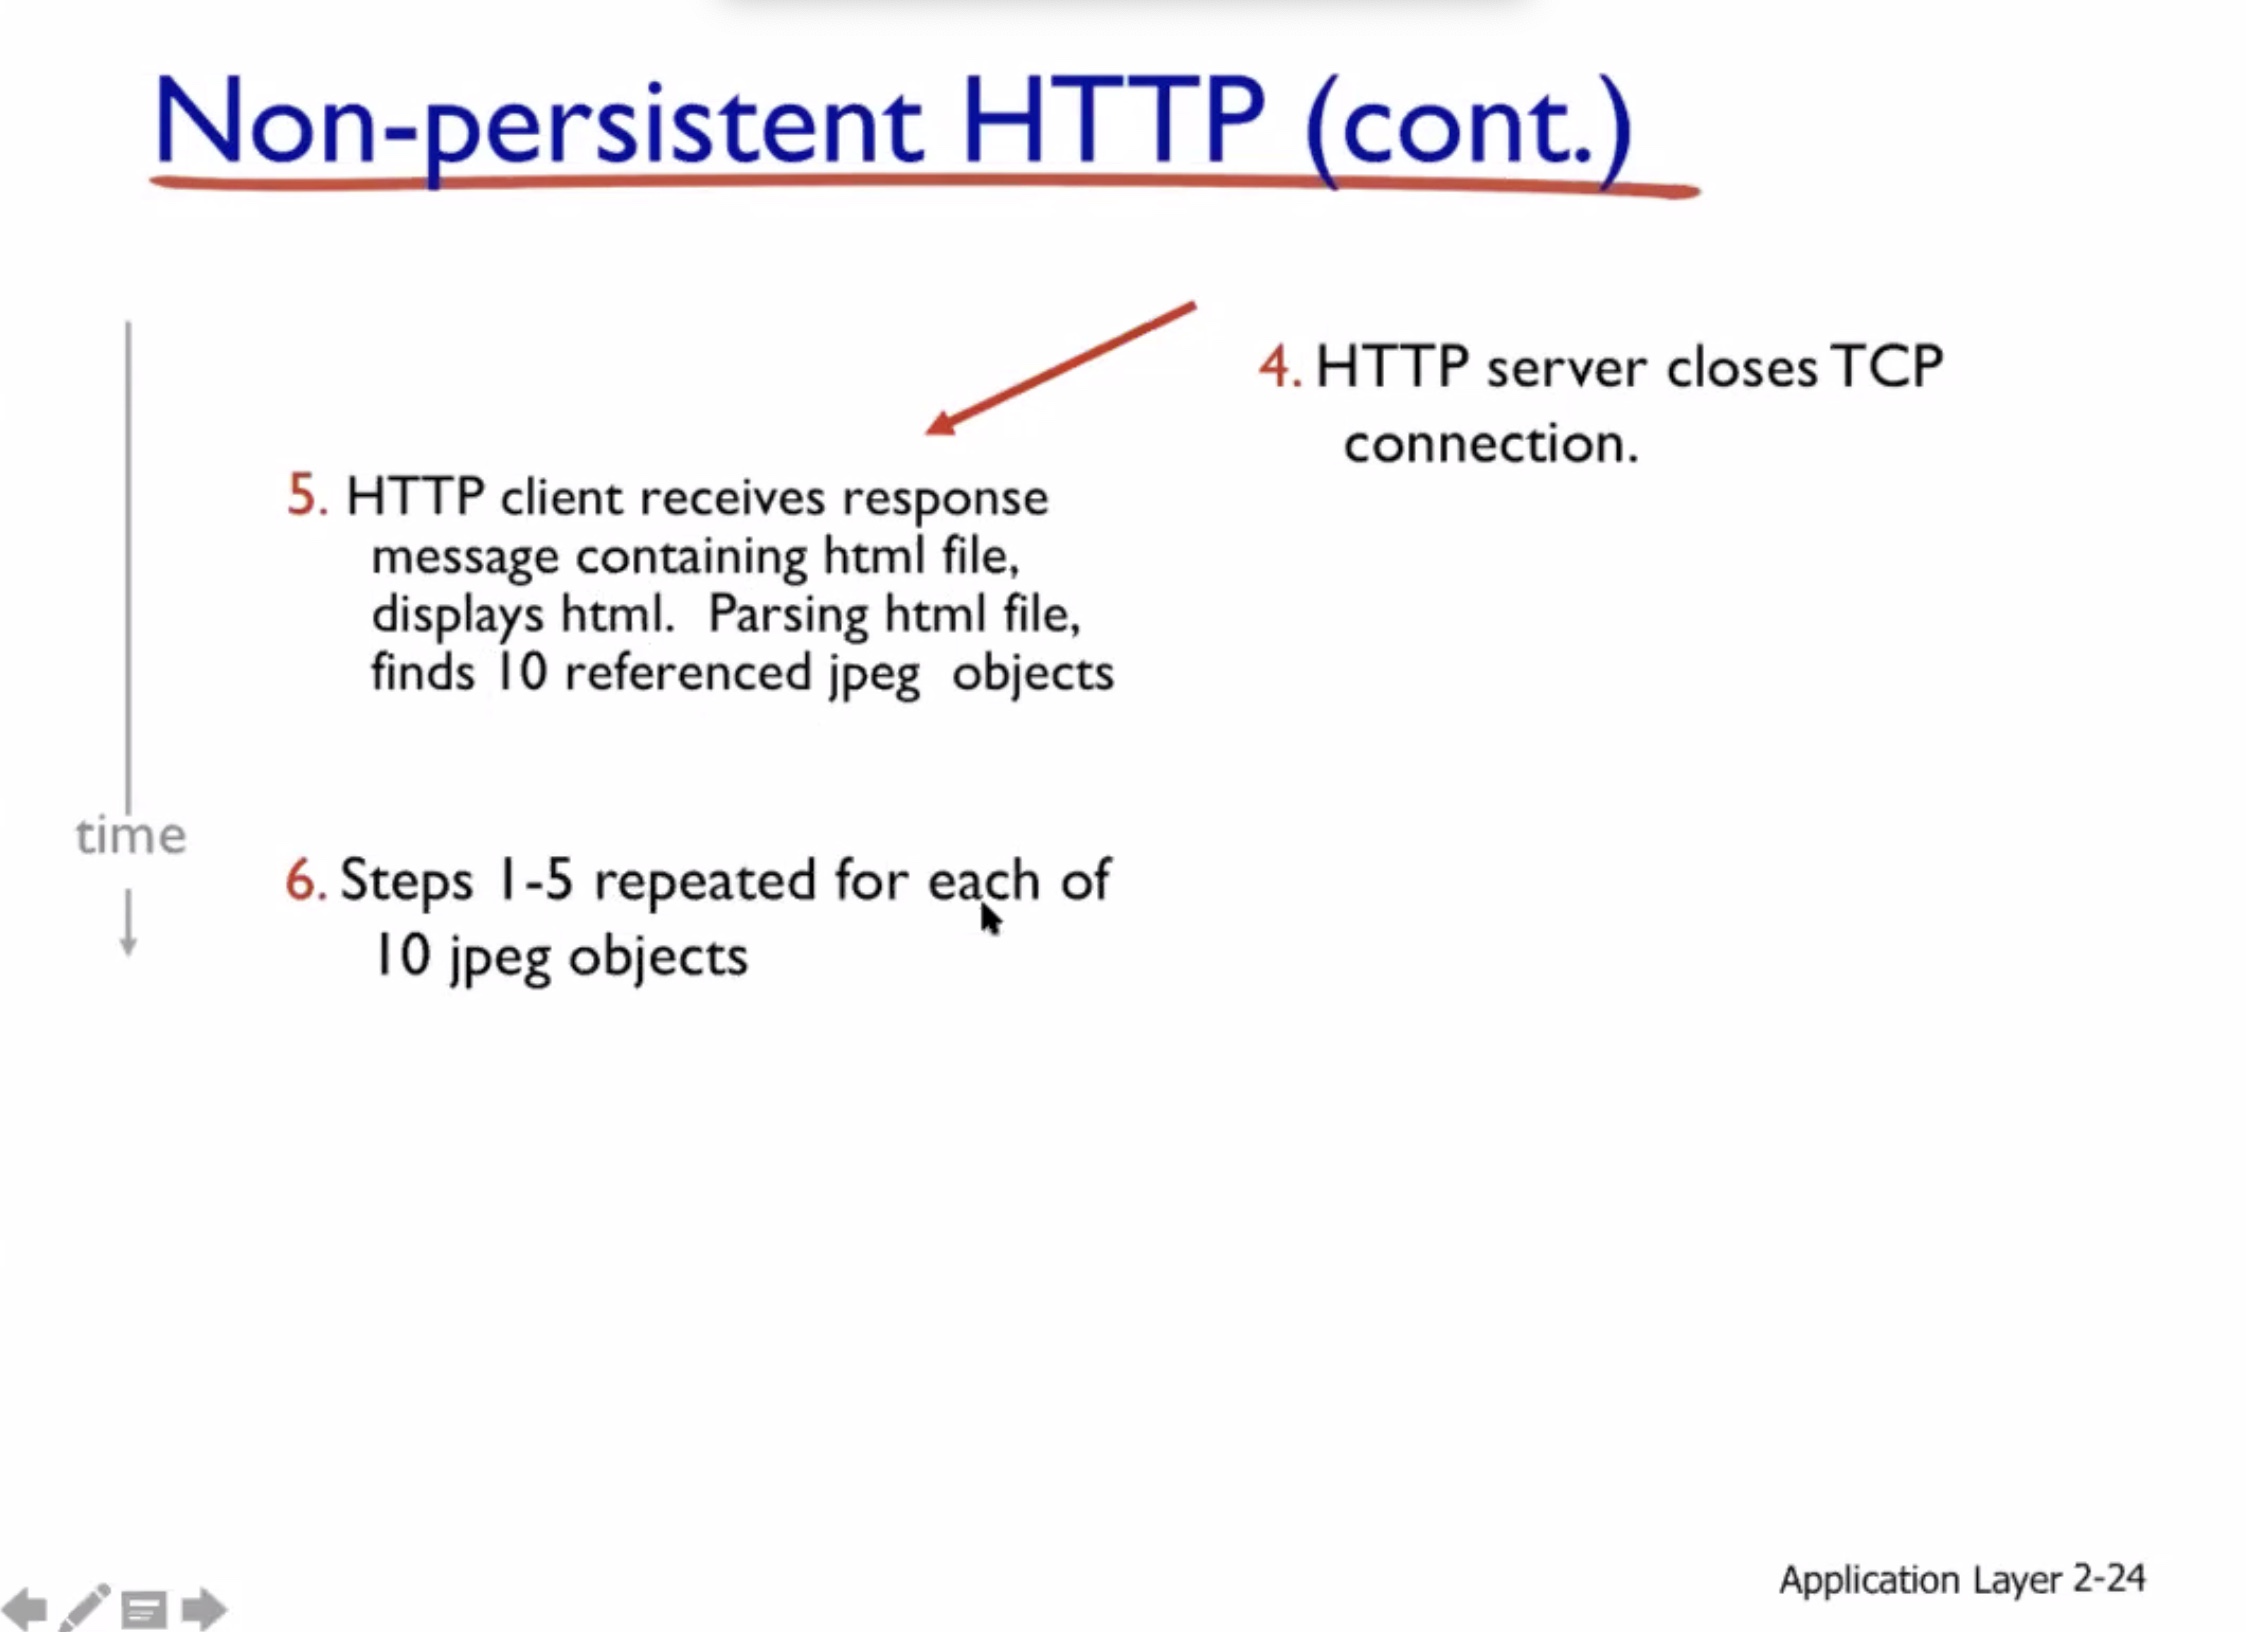 Non-persistent HTTP (cont.)
4. HTTP server closes TCP
connection.
5. HTTP client receives response
message containing html file,
displays html.  Parsing html file,
finds 10 referenced jpeg  objects
time
6. Steps 1-5 repeated for each of
10 jpeg objects
Application Layer 2-24